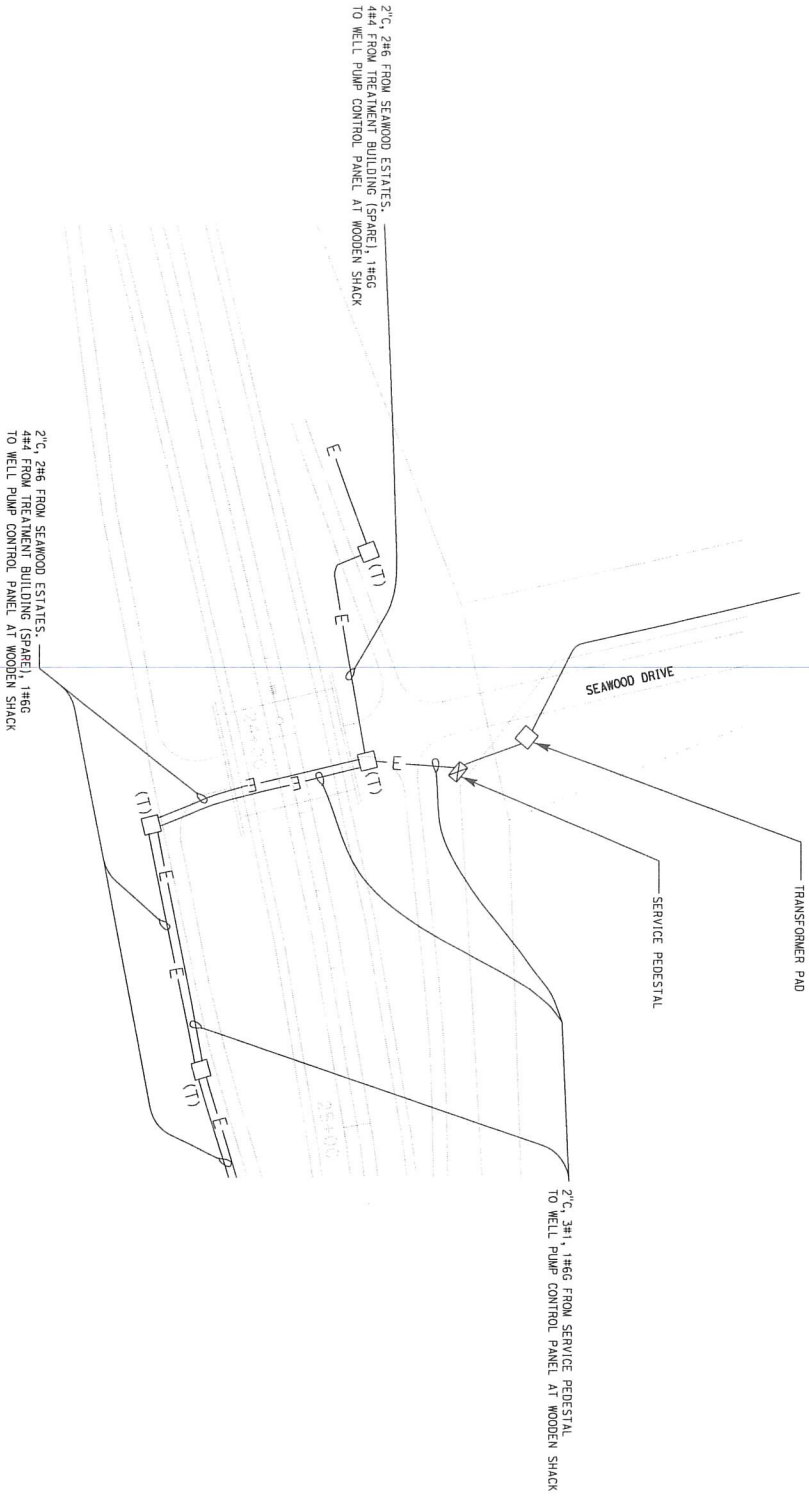 TRANSFORMER PAD
SERVICE PEDESTAL
SEAWOOD DRIVE
2"C, 2#6 FROM SEAWOOD ESTATES.
4#4 FROM TREATMENT BUILDING (SPARE), 1#6G
TO WELL PUMP CONTROL PANEL AT WOODEN SHACK
E
(T)
E
(T)
E
E
E
(T)
E
E
(T)
E
E
25+00
2"C, 3#1, 1#6G FROM SERVICE PEDESTAL
TO WELL PUMP CONTROL PANEL AT WOODEN SHACK
2"C, 2#6 FROM SEAWOOD ESTATES.
4#4 FROM TREATMENT BUILDING (SPARE), 1#6G
TO WELL PUMP CONTROL PANEL AT WOODEN SHACK